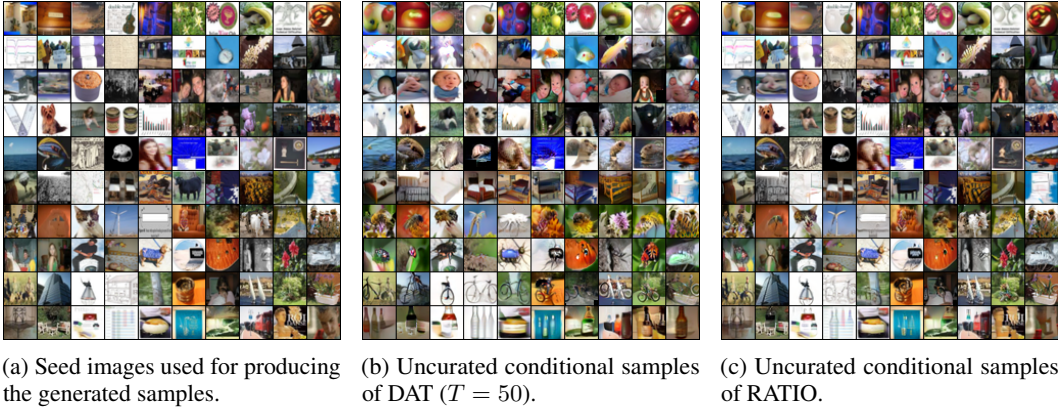 (a) Seed images used for producing
the generated samples.
(b) Uncurated conditional samples
of DAT (T = 50).
(c) Uncurated conditional samples
of RATIO.